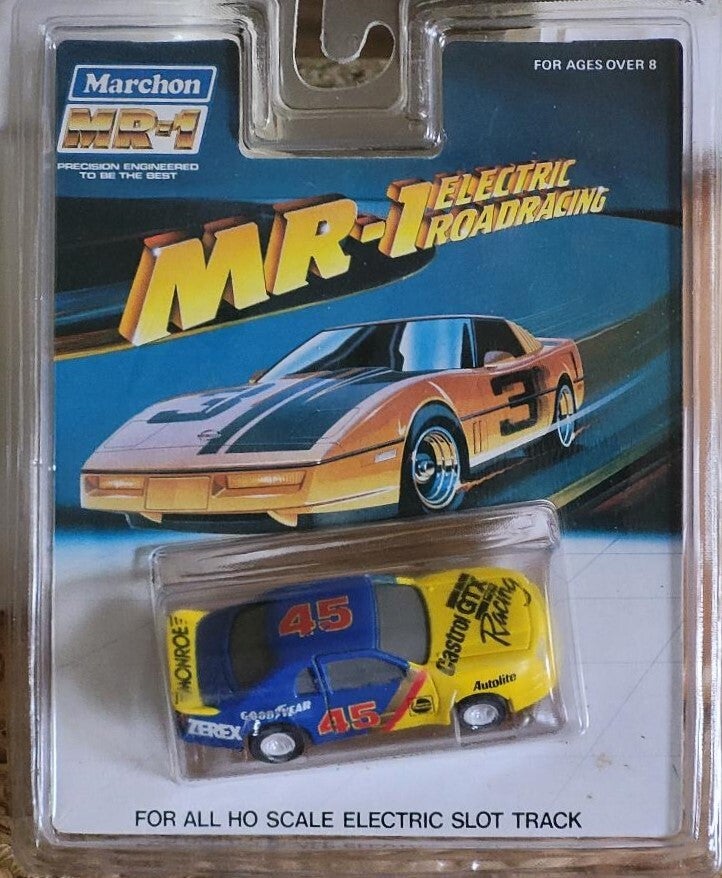 FOR AGES OVER 8
Marchon
MR-1
PRECISION ENGINEERED
TO BE THE BEST
MR-1 ELECTRIC
ROADRACING
3
3
45
MONROE
Castrol GTX
Racing
Autolite
GOODYEAR
45
ZEREX
FOR ALL HO SCALE ELECTRIC SLOT TRACK